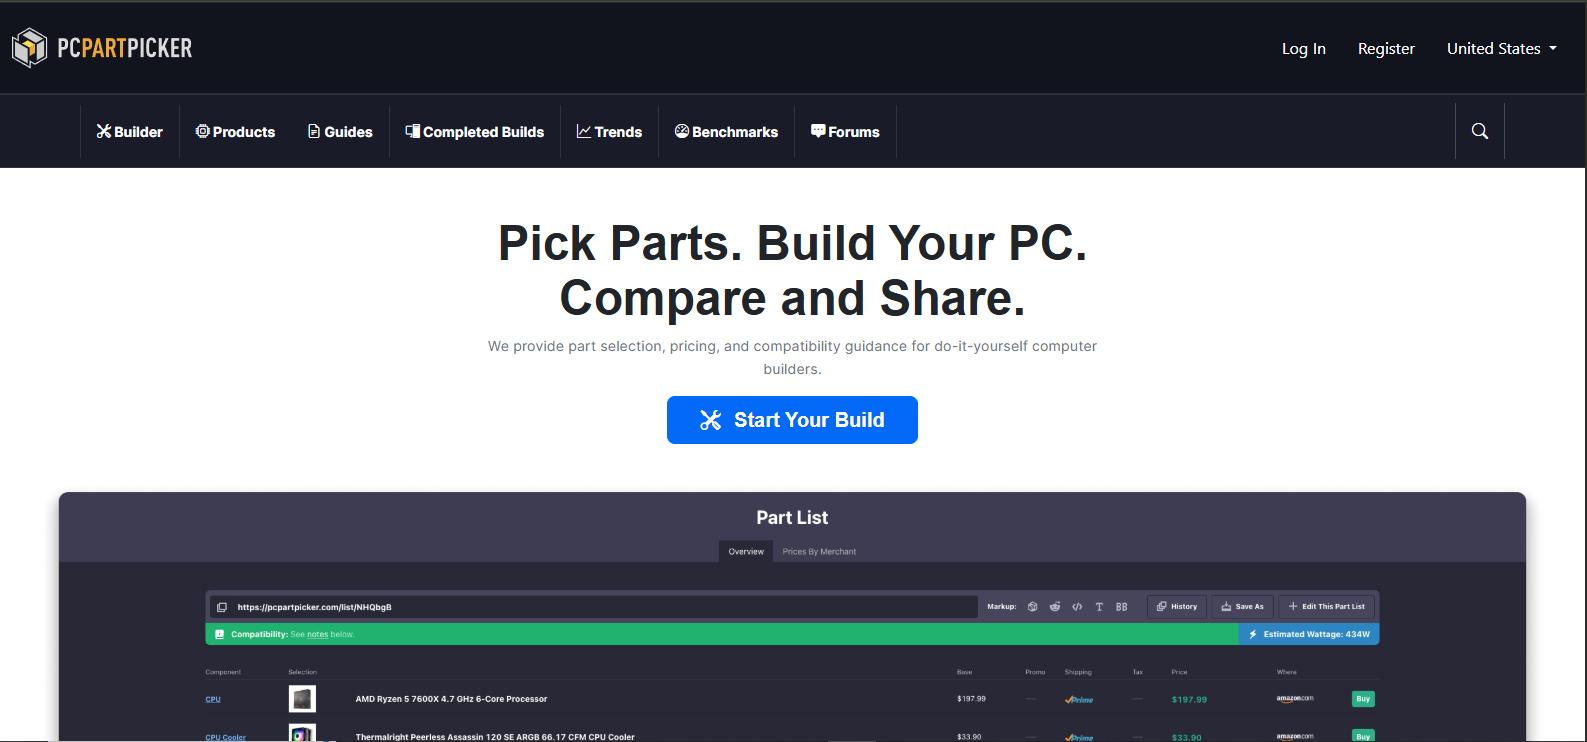 PCPARTPICKER
Log In Register United States
Builder Products Guides Completed Builds Trends Benchmarks Forums
Pick Parts. Build Your PC.
Compare and Share.
We provide part selection, pricing, and compatibility guidance for do-it-yourself computer
builders.
Start Your Build
Part List
Overview Prices By Merchant
https://pcpartpicker.com/list/NHQbgB Markup: T BB History Save As Edit This Part List
Compatibility: See notes below. Estimated Wattage: 434W
Component Selection Base Promo Shipping Tax Price Where
CPU AMD Ryzen 5 7600X 4.7 GHz 6-Core Processor $197.99 — Prime — $197.99 amazon.com Buy
CPU Cooler Thermalright Peerless Assassin 120 SE ARGB 66.17 CFM CPU Cooler $33.90 — Prime — $33.90 amazon.com Buy